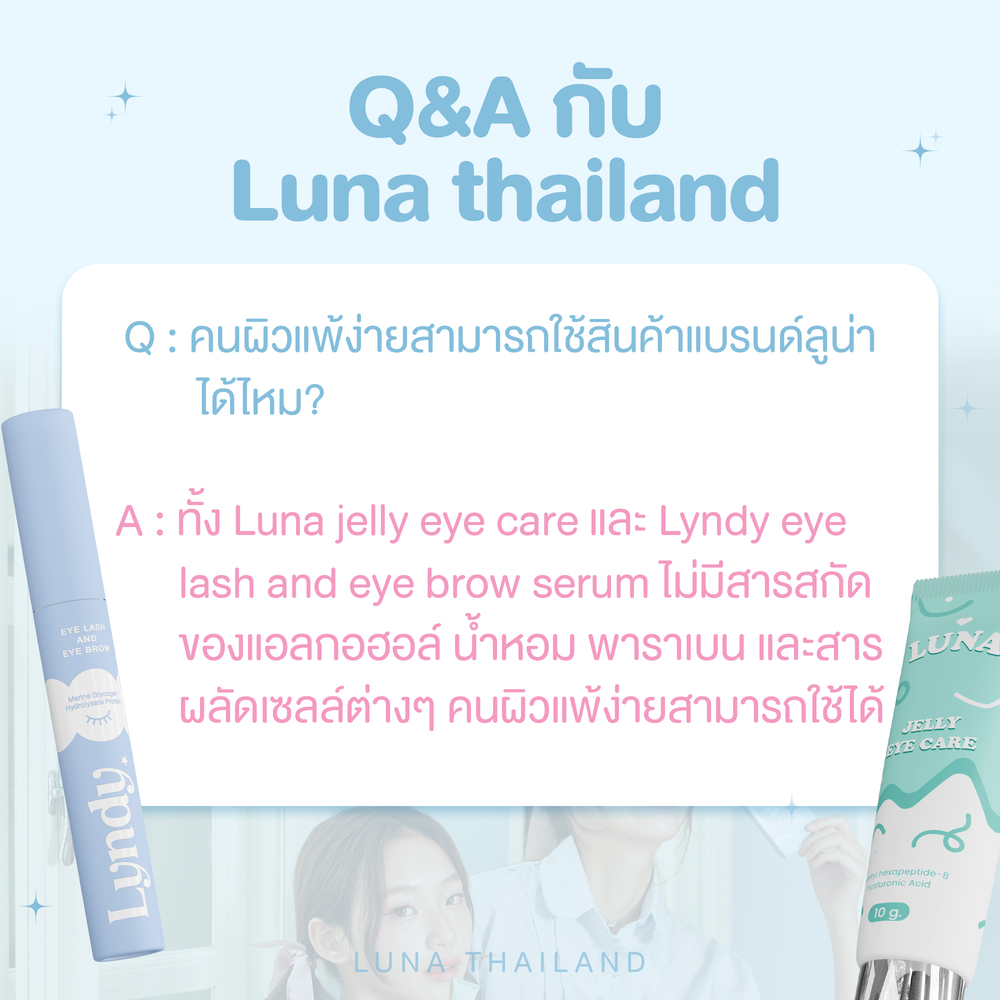 Q&A กับ
Luna thailand
Q : คนผิวแพ้ง่ายสามารถใช้สินค้าแบรนด์ลูน่า
ได้ไหม?
A : ทั้ง Luna jelly eye care และ Lyndy eye
lash and eye brow serum ไม่มีสารสกัด
ของแอลกอฮอล์ น้ำหอม พาราเบน และสาร
ผลัดเซลล์ต่างๆ คนผิวแพ้ง่ายสามารถใช้ได้
EYE LASH
AND
EYE BROW
Marine Glycogen
Hydrolysate Protein
Lyndy
LUNA
JELLY
EYE CARE
hexapeptide-8
Hyaluronic Acid
10 g.
LUNA THAILAND